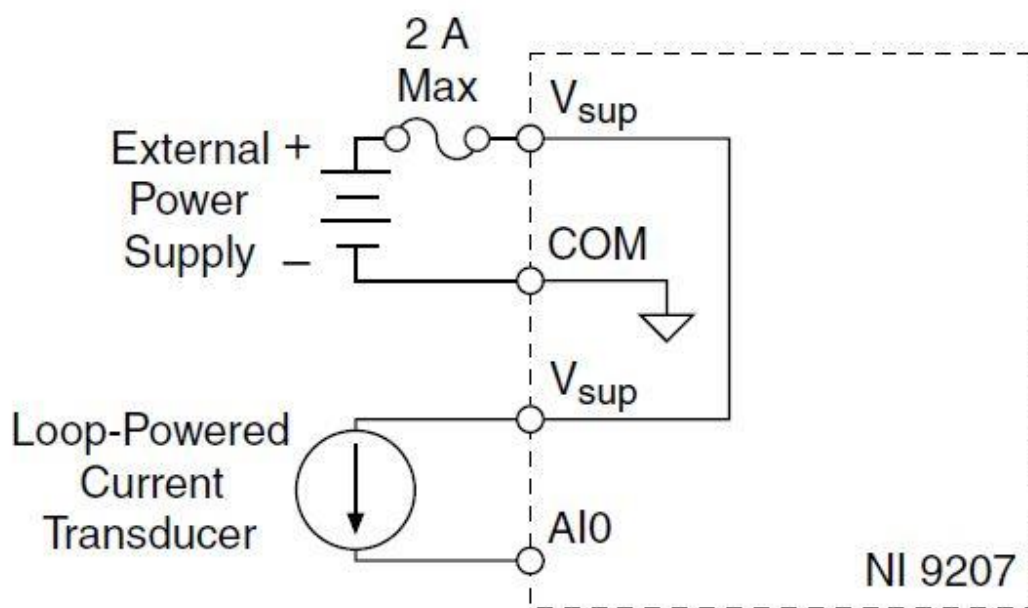 2 A
Max
Vsup
External +
Power
Supply –
COM
Vsup
Loop-Powered
Current
Transducer
AI0
NI 9207